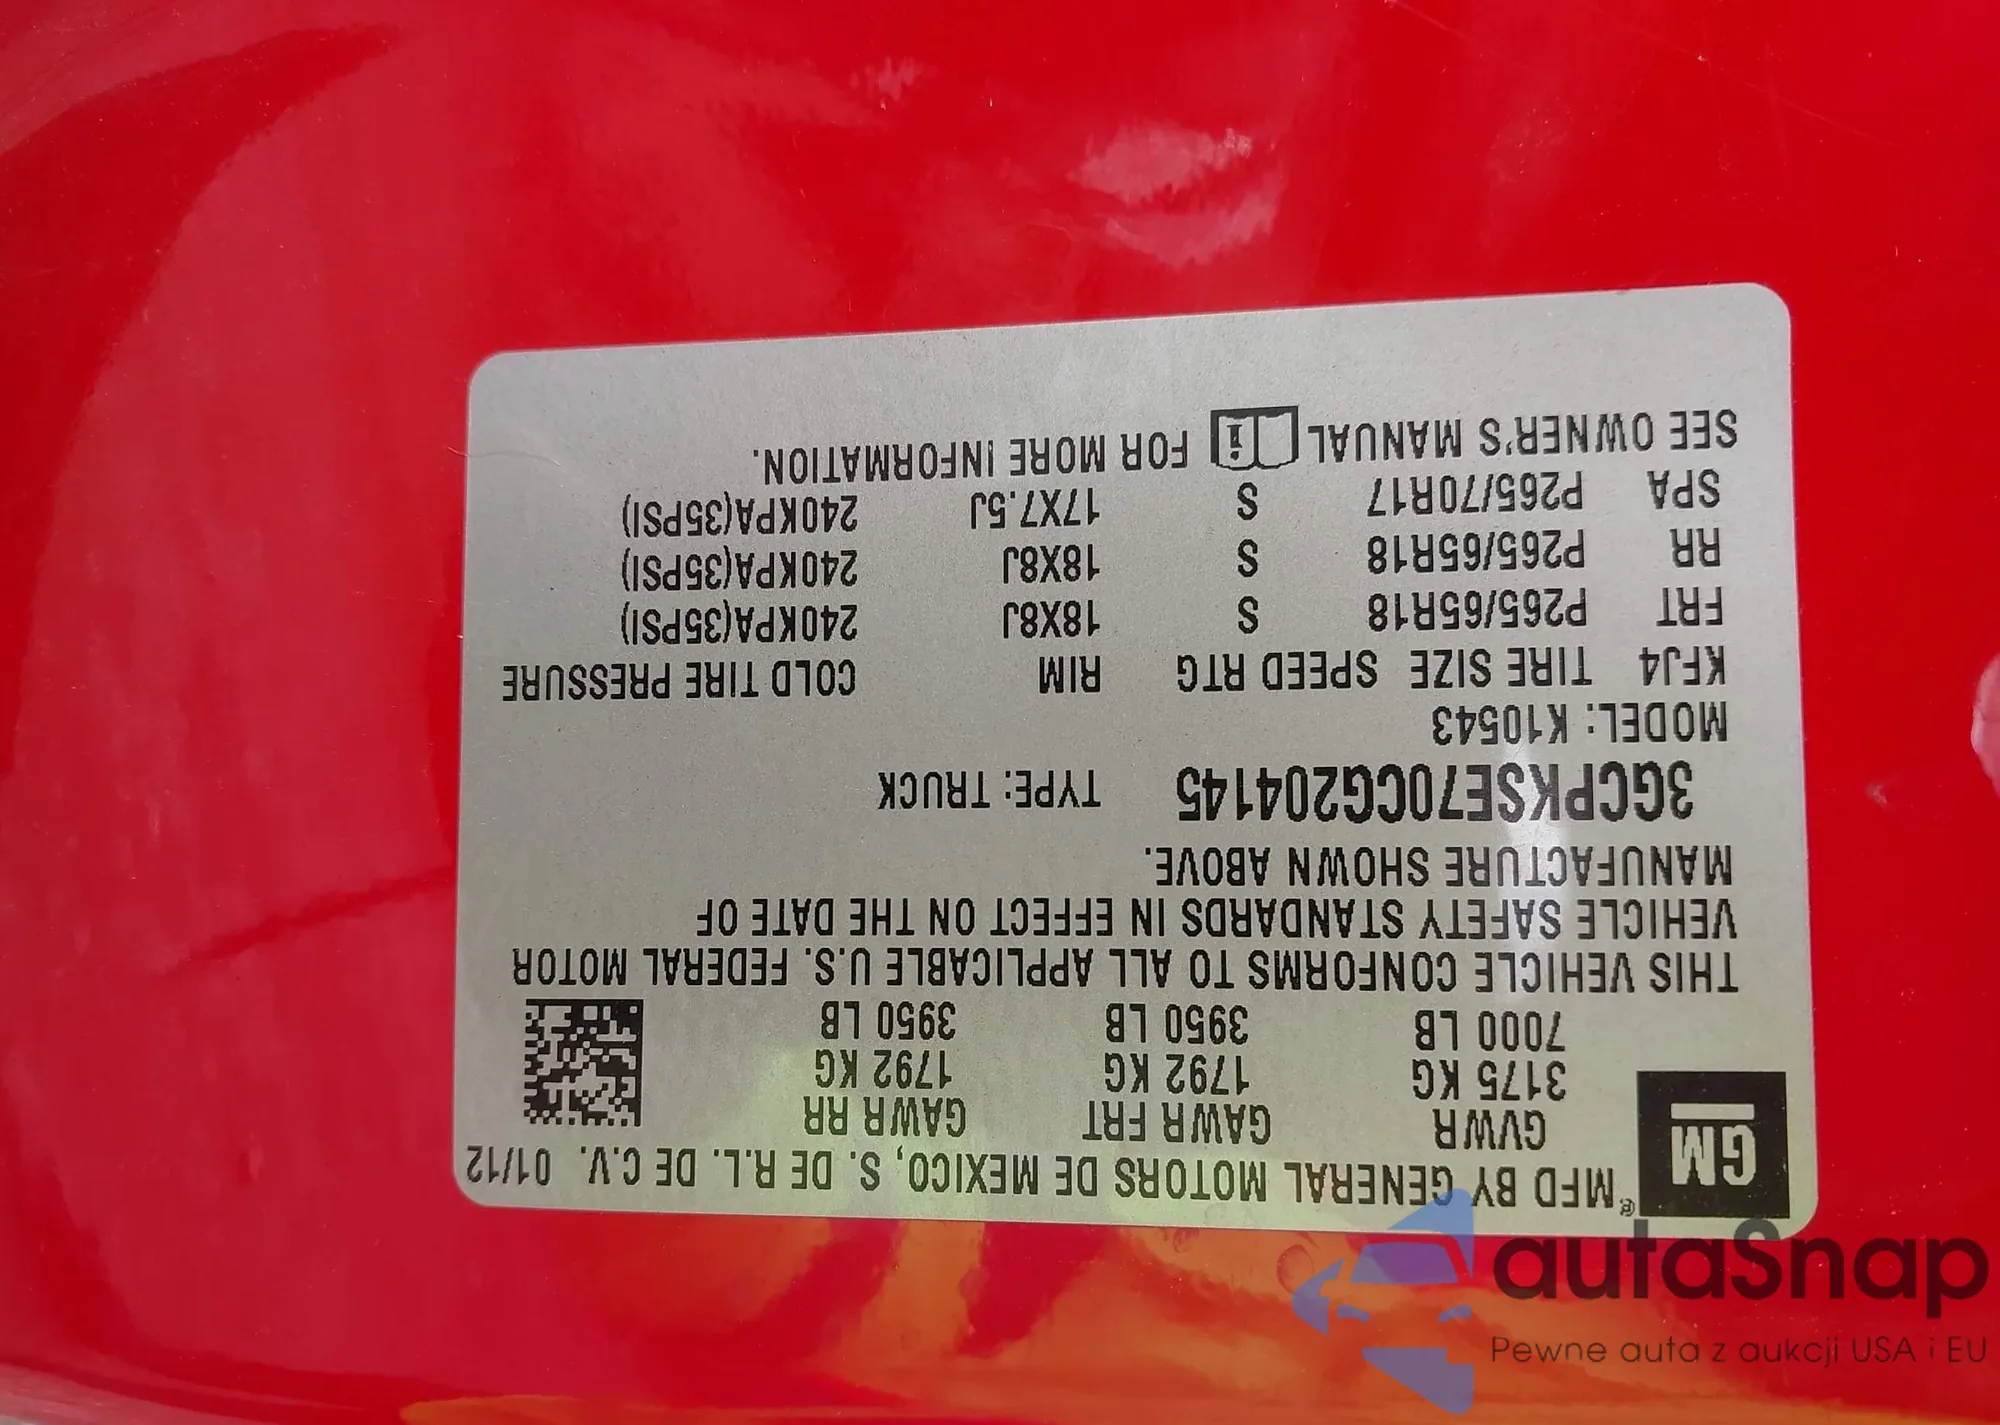 GM
MFD BY GENERAL MOTORS DE MEXICO, S. DE R.L. DE C.V. 01/12
GVWR GAWR FRT GAWR RR
3175 KG 1792 KG 1792 KG
7000 LB 3950 LB 3950 LB
THIS VEHICLE CONFORMS TO ALL APPLICABLE U.S. FEDERAL MOTOR
VEHICLE SAFETY STANDARDS IN EFFECT ON THE DATE OF
MANUFACTURE SHOWN ABOVE.
3GCPKSE70CG204145 TYPE: TRUCK
MODEL: K10543
KFJ4 TIRE SIZE SPEED RTG RIM COLD TIRE PRESSURE
FRT P265/65R18 S 18X8J 240KPA(35PSI)
RR P265/65R18 S 18X8J 240KPA(35PSI)
SPA P265/70R17 S 17X7.5J 240KPA(35PSI)
SEE OWNER'S MANUAL i FOR MORE INFORMATION.
autaSnap
Pewne auta z aukcji USA i EU